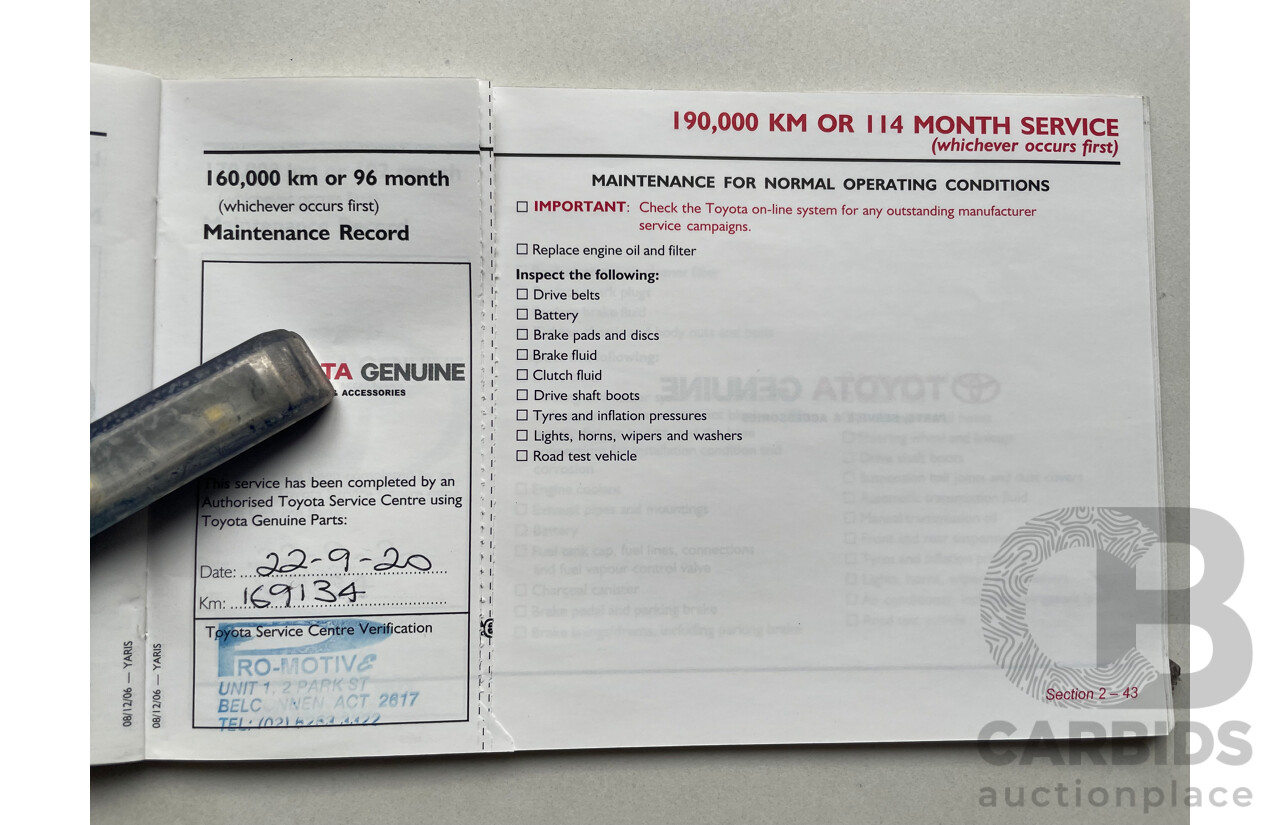 160,000 km or 96 month
(whichever occurs first)
Maintenance Record
TA GENUINE
& ACCESSORIES
This service has been completed by an
Authorised Toyota Service Centre using
Toyota Genuine Parts:
Date: 22-9-20
Km: 169134
Toyota Service Centre Verification
PRO-MOTIVE
UNIT 1, 2 PARK ST
BELC NNEN ACT 2617
TEL: (02)
08/12/06 — YARIS
08/12/06 — YARIS
190,000 KM OR 114 MONTH SERVICE
(whichever occurs first)
MAINTENANCE FOR NORMAL OPERATING CONDITIONS
☐ IMPORTANT: Check the Toyota on-line system for any outstanding manufacturer
service campaigns.
☐ Replace engine oil and filter
Inspect the following:
☐ Drive belts
☐ Battery
☐ Brake pads and discs
☐ Brake fluid
☐ Clutch fluid
☐ Drive shaft boots
☐ Tyres and inflation pressures
☐ Lights, horns, wipers and washers
☐ Road test vehicle
Section 2 – 43
CB
CARBIDS
auctionplace